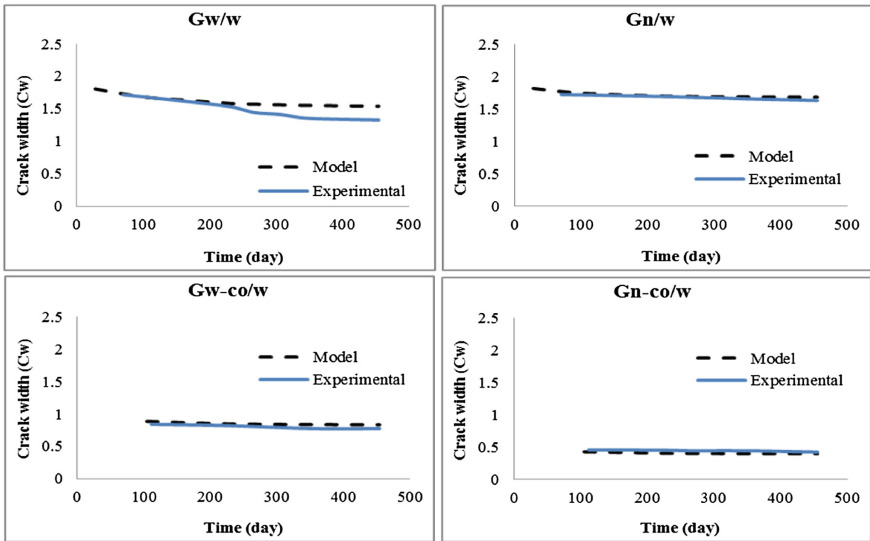 Gw/w
2.5
2
1.5
1
0.5
0
Crack width (Cw)
Model
Experimental
0 100 200 300 400 500
Time (day)
Gn/w
2.5
2
1.5
1
0.5
0
Crack width (Cw)
Model
Experimental
0 100 200 300 400 500
Time (day)
Gw-co/w
2.5
2
1.5
1
0.5
0
Crack width (Cw)
Model
Experimental
0 100 200 300 400 500
Time (day)
Gn-co/w
2.5
2
1.5
1
0.5
0
Crack width (Cw)
Model
Experimental
0 100 200 300 400 500
Time (day)